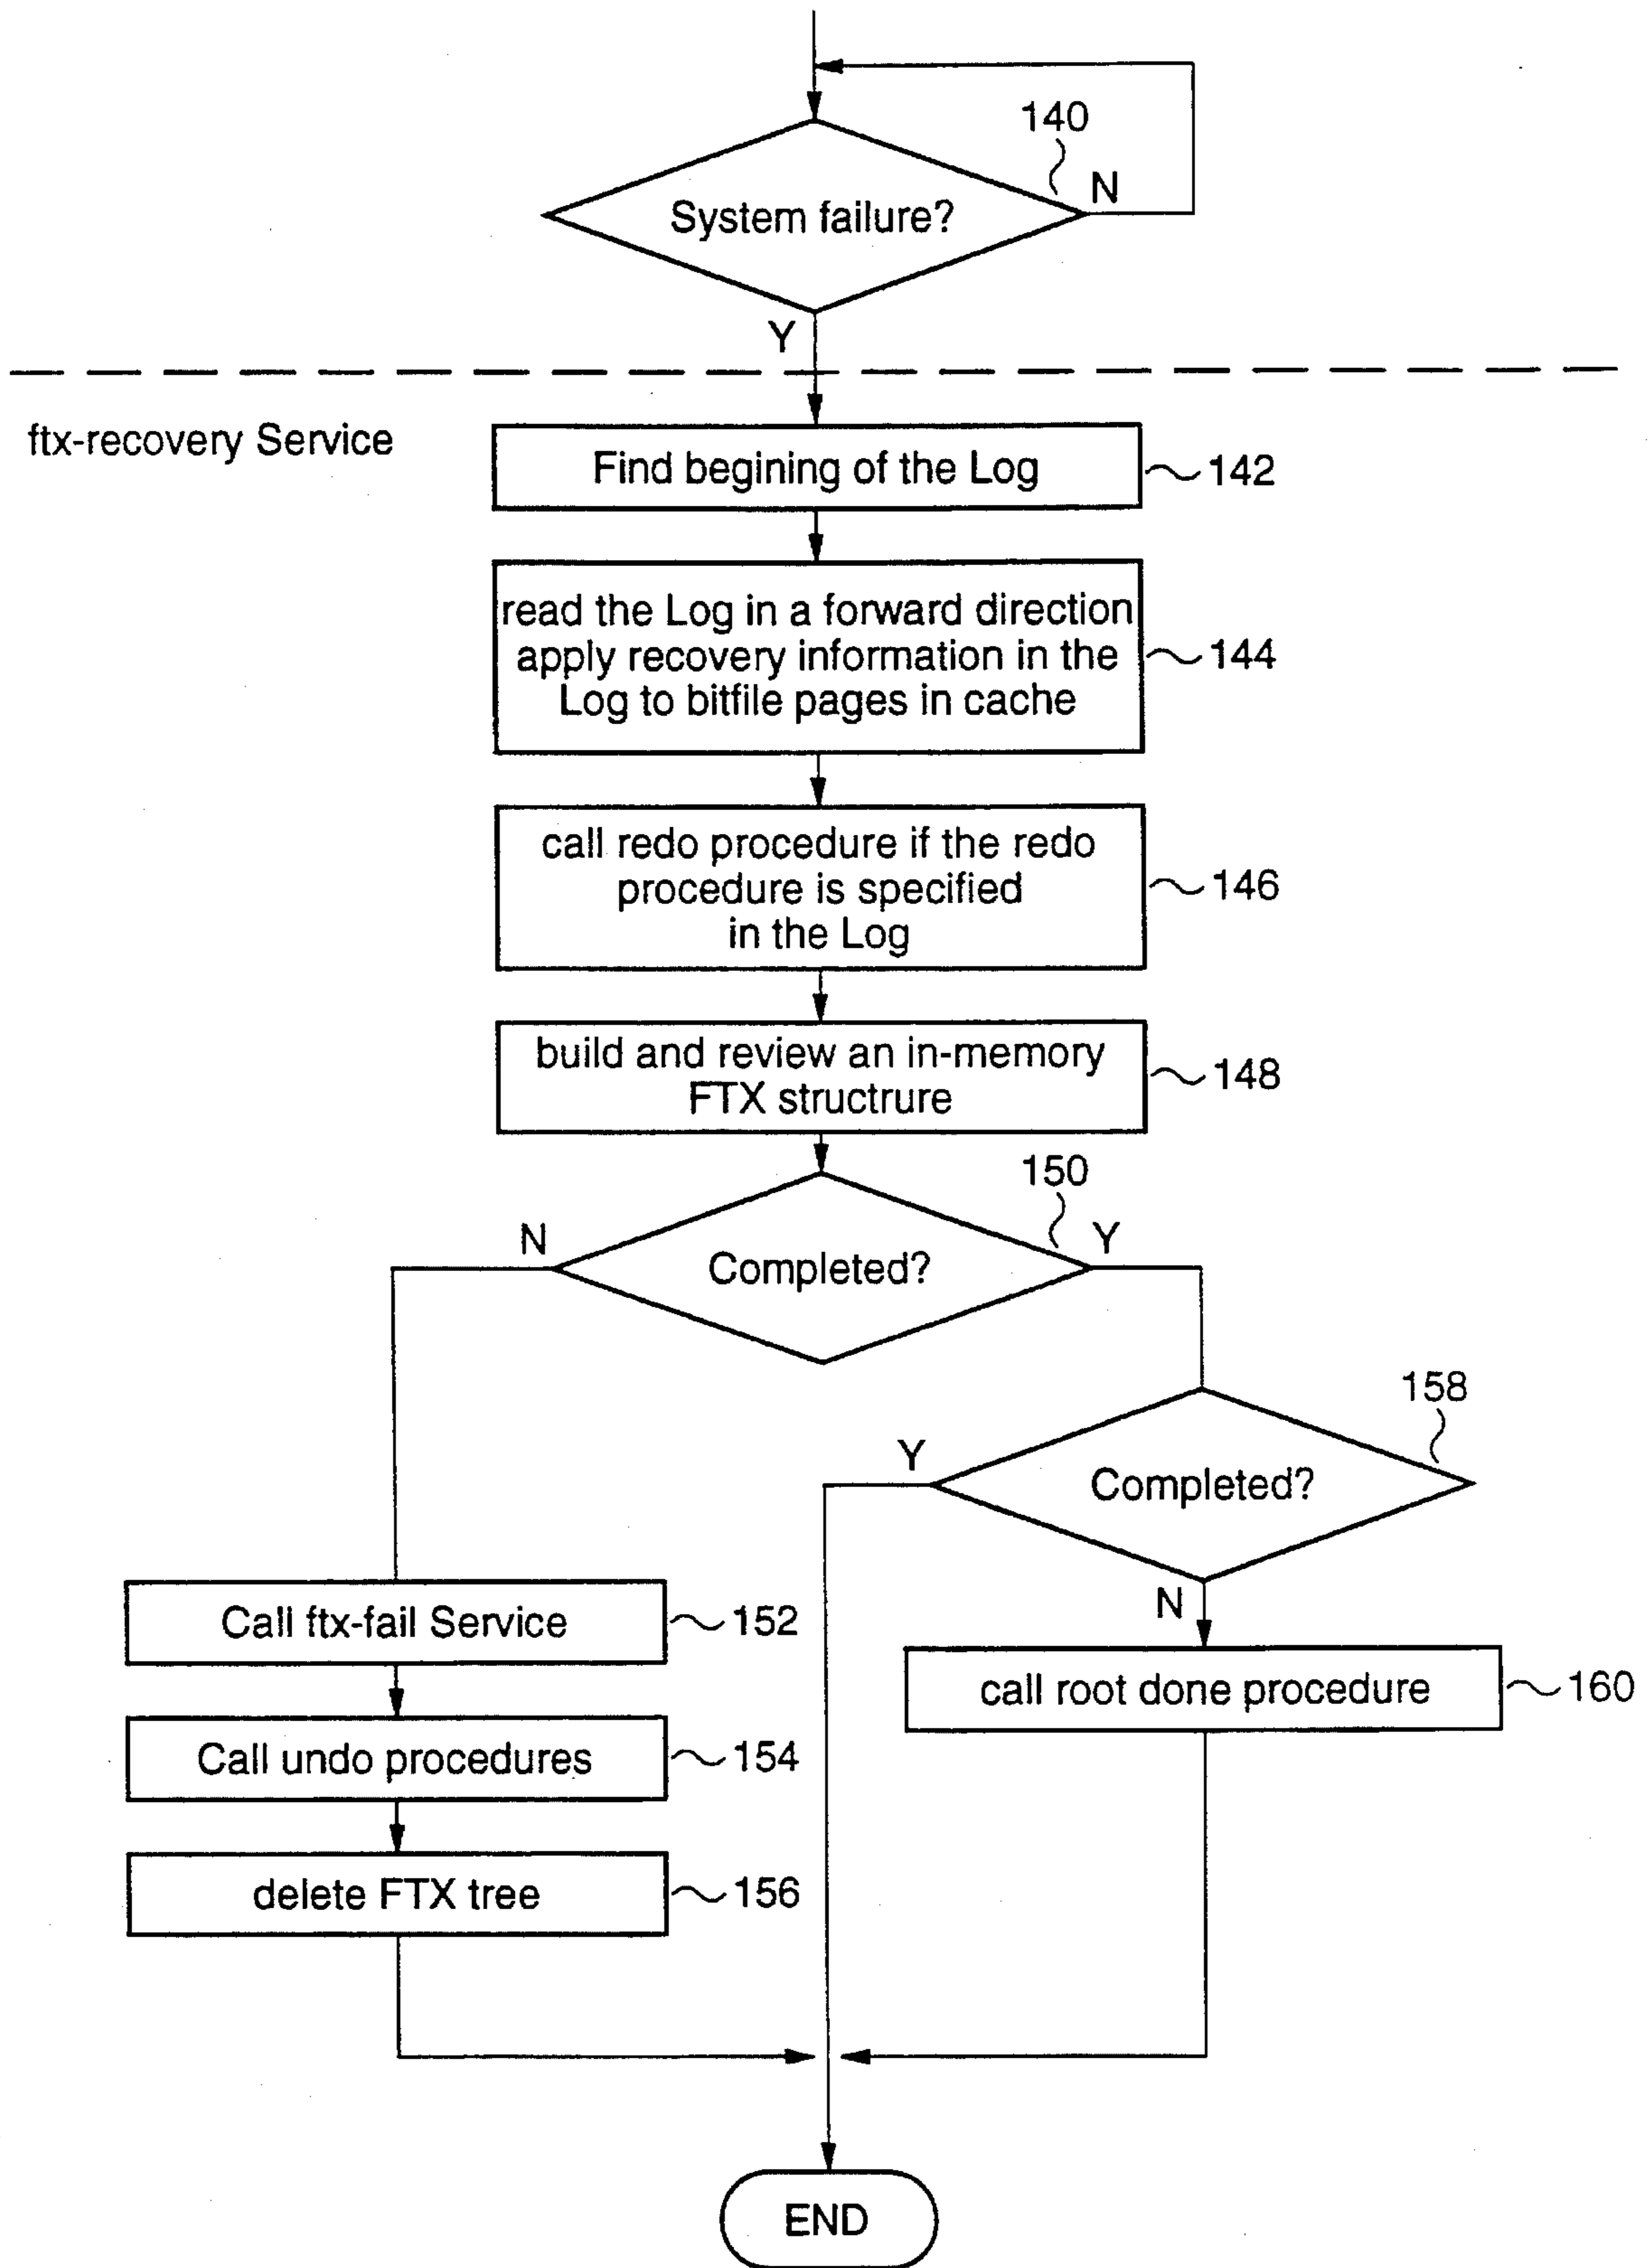 140
N
System failure?
Y
ftx-recovery Service
Find begining of the Log
142
read the Log in a forward direction
apply recovery information in the
Log to bitfile pages in cache
144
call redo procedure if the redo
procedure is specified
in the Log
146
build and review an in-memory
FTX structrure
148
150
N
Y
Completed?
158
Y
Completed?
N
Call ftx-fail Service
152
call root done procedure
160
Call undo procedures
154
delete FTX tree
156
END